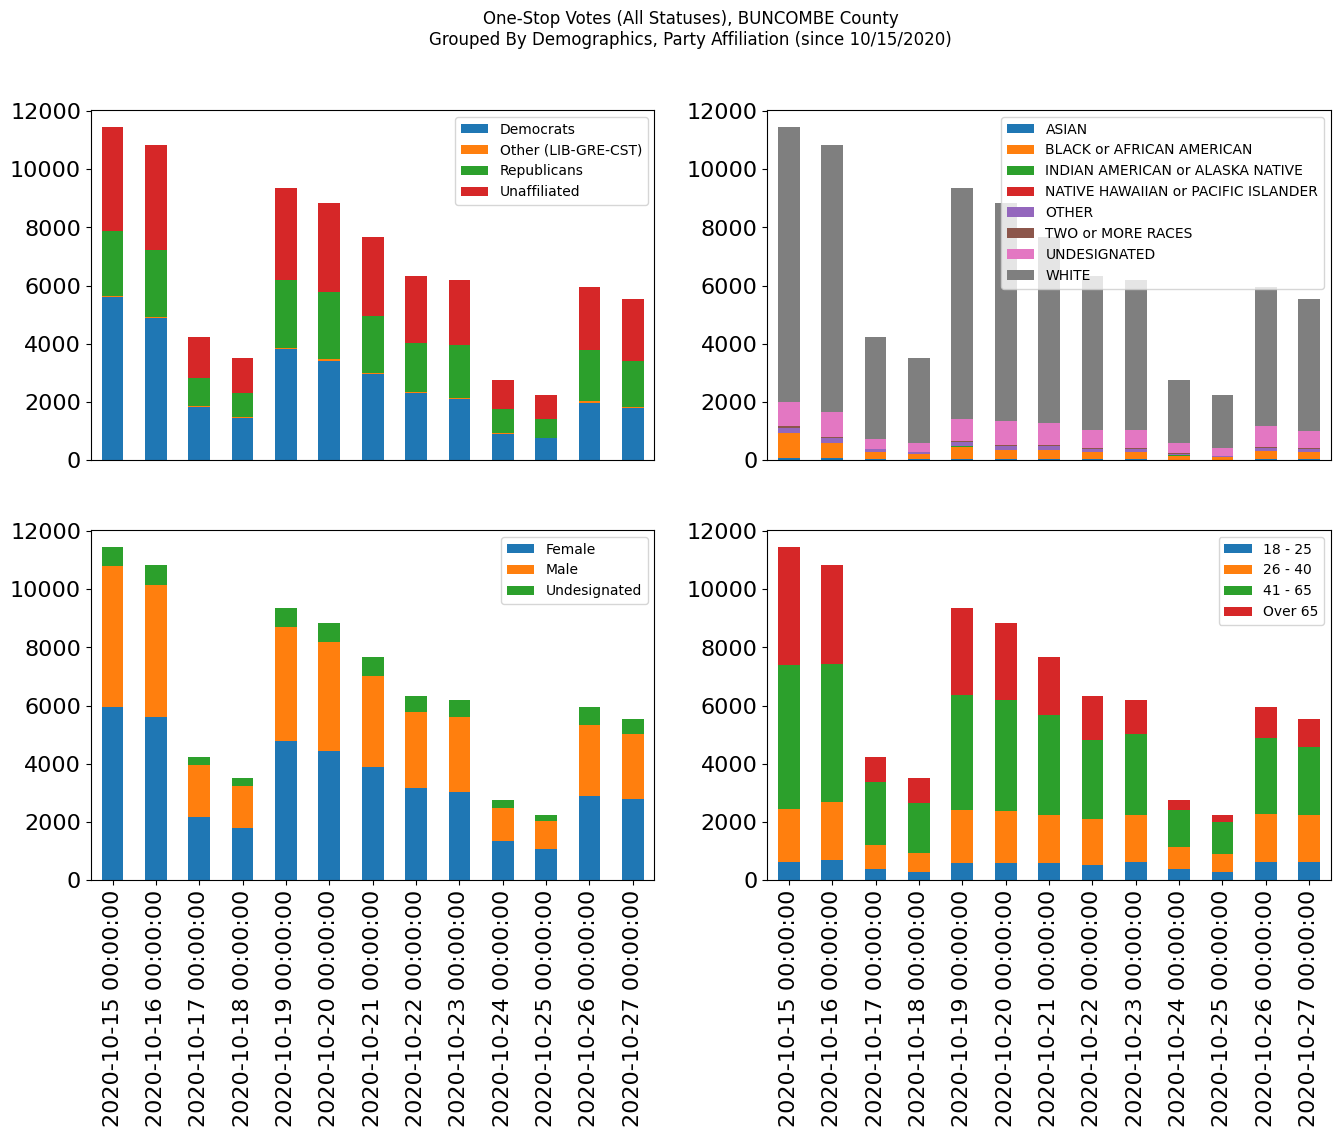 One-Stop Votes (All Statuses), BUNCOMBE County
Grouped By Demographics, Party Affiliation (since 10/15/2020)
12000
10000
8000
6000
4000
2000
0
Democrats
Other (LIB-GRE-CST)
Republicans
Unaffiliated
12000
10000
8000
6000
4000
2000
0
ASIAN
BLACK or AFRICAN AMERICAN
INDIAN AMERICAN or ALASKA NATIVE
NATIVE HAWAIIAN or PACIFIC ISLANDER
OTHER
TWO or MORE RACES
UNDESIGNATED
WHITE
12000
10000
8000
6000
4000
2000
0
Female
Male
Undesignated
2020-10-15 00:00:00
2020-10-16 00:00:00
2020-10-17 00:00:00
2020-10-18 00:00:00
2020-10-19 00:00:00
2020-10-20 00:00:00
2020-10-21 00:00:00
2020-10-22 00:00:00
2020-10-23 00:00:00
2020-10-24 00:00:00
2020-10-25 00:00:00
2020-10-26 00:00:00
2020-10-27 00:00:00
12000
10000
8000
6000
4000
2000
0
18 - 25
26 - 40
41 - 65
Over 65
2020-10-15 00:00:00
2020-10-16 00:00:00
2020-10-17 00:00:00
2020-10-18 00:00:00
2020-10-19 00:00:00
2020-10-20 00:00:00
2020-10-21 00:00:00
2020-10-22 00:00:00
2020-10-23 00:00:00
2020-10-24 00:00:00
2020-10-25 00:00:00
2020-10-26 00:00:00
2020-10-27 00:00:00